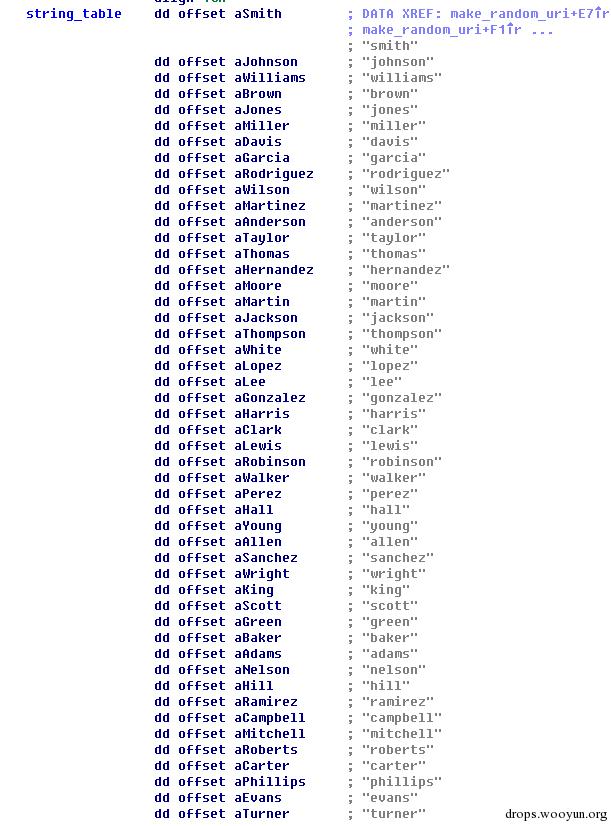 string_table dd offset aSmith ; DATA XREF: make_random_uri+E7↑r
; make_random_uri+F1↑r ...
; "smith"
dd offset aJohnson ; "johnson"
dd offset aWilliams ; "williams"
dd offset aBrown ; "brown"
dd offset aJones ; "jones"
dd offset aMiller ; "miller"
dd offset aDavis ; "davis"
dd offset aGarcia ; "garcia"
dd offset aRodriguez ; "rodriguez"
dd offset aWilson ; "wilson"
dd offset aMartinez ; "martinez"
dd offset aAnderson ; "anderson"
dd offset aTaylor ; "taylor"
dd offset aThomas ; "thomas"
dd offset aHernandez ; "hernandez"
dd offset aMoore ; "moore"
dd offset aMartin ; "martin"
dd offset aJackson ; "jackson"
dd offset aThompson ; "thompson"
dd offset aWhite ; "white"
dd offset aLopez ; "lopez"
dd offset aLee ; "lee"
dd offset aGonzalez ; "gonzalez"
dd offset aHarris ; "harris"
dd offset aClark ; "clark"
dd offset aLewis ; "lewis"
dd offset aRobinson ; "robinson"
dd offset aWalker ; "walker"
dd offset aPerez ; "perez"
dd offset aHall ; "hall"
dd offset aYoung ; "young"
dd offset aAllen ; "allen"
dd offset aSanchez ; "sanchez"
dd offset aWright ; "wright"
dd offset aKing ; "king"
dd offset aScott ; "scott"
dd offset aGreen ; "green"
dd offset aBaker ; "baker"
dd offset aAdams ; "adams"
dd offset aNelson ; "nelson"
dd offset aHill ; "hill"
dd offset aRamirez ; "ramirez"
dd offset aCampbell ; "campbell"
dd offset aMitchell ; "mitchell"
dd offset aRoberts ; "roberts"
dd offset aCarter ; "carter"
dd offset aPhillips ; "phillips"
dd offset aEvans ; "evans"
dd offset aTurner ; "turner"
drops.wooyun.org